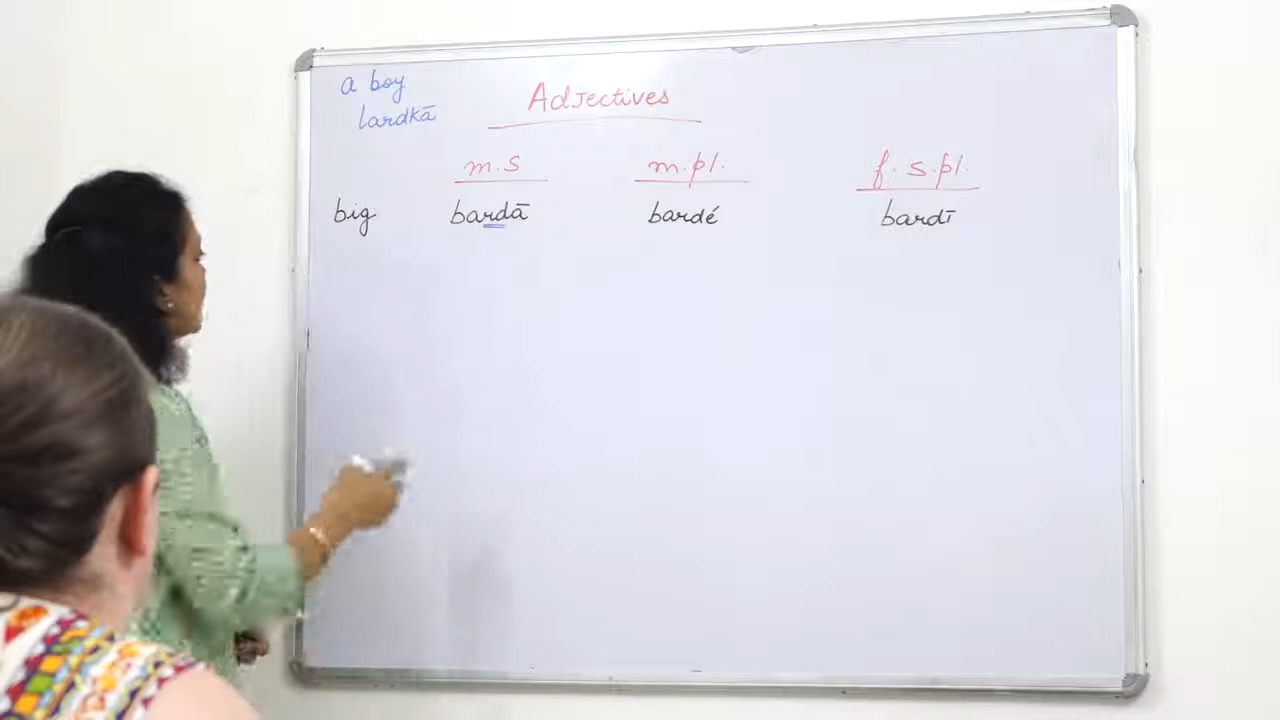 a boy
lardkā
Adjectives
m.s m.pl. f. s.pl.
big bardā bardé bardī